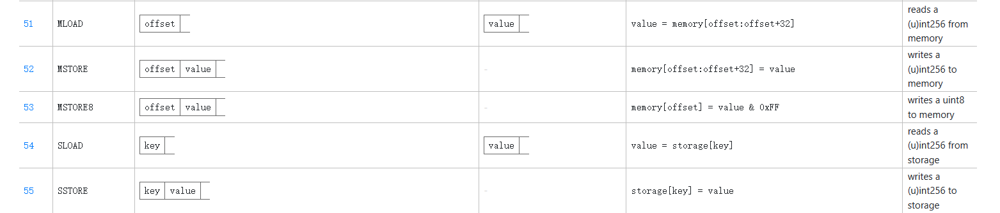 51 MLOAD offset value value = memory[offset:offset+32] reads a (u)int256 from memory
52 MSTORE offset value - memory[offset:offset+32] = value writes a (u)int256 to memory
53 MSTORE8 offset value - memory[offset] = value & 0xFF writes a uint8 to memory
54 SLOAD key value value = storage[key] reads a (u)int256 from storage
55 SSTORE key value - storage[key] = value writes a (u)int256 to storage